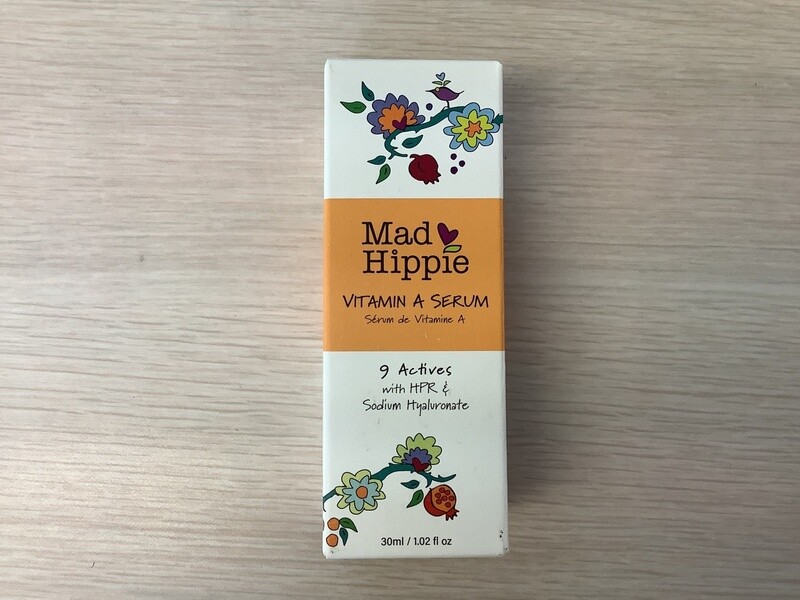 Mad
Hippie
VITAMIN A SERUM
Sérum de Vitamine A
9 Actives
with HPR &
Sodium Hyaluronate
30ml / 1.02 fl oz